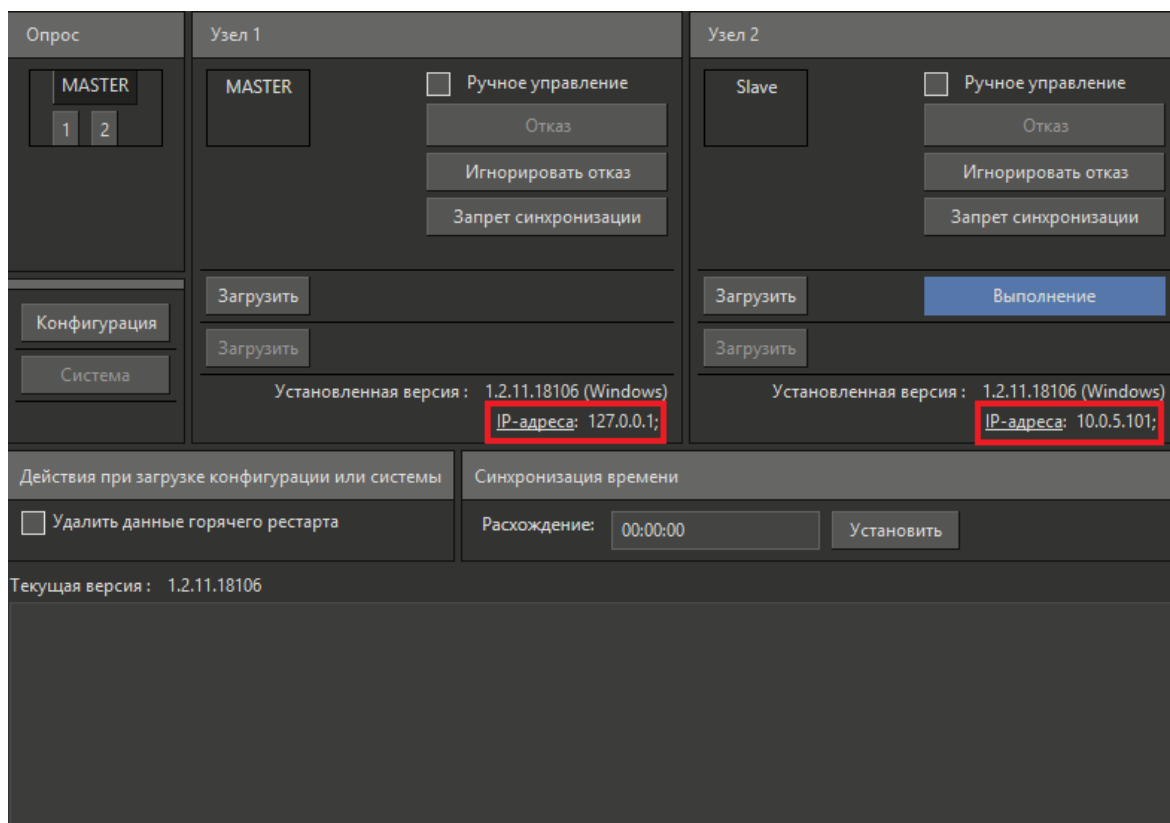 Опрос
MASTER
1 2
Конфигурация
Система
Узел 1
MASTER
Ручное управление
Отказ
Игнорировать отказ
Запрет синхронизации
Загрузить
Загрузить
Установленная версия : 1.2.11.18106 (Windows)
IP-адреса: 127.0.0.1;
Узел 2
Slave
Ручное управление
Отказ
Игнорировать отказ
Запрет синхронизации
Загрузить Выполнение
Загрузить
Установленная версия : 1.2.11.18106 (Windows)
IP-адреса: 10.0.5.101;
Действия при загрузке конфигурации или системы
Удалить данные горячего рестарта
Синхронизация времени
Расхождение: 00:00:00 Установить
Текущая версия : 1.2.11.18106